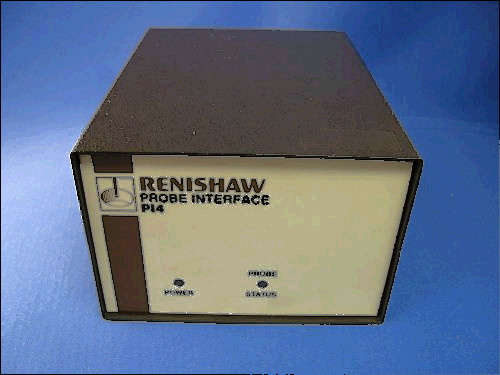 RENISHAW
PROBE INTERFACE
PI4
PROBE
POWER
STATUS